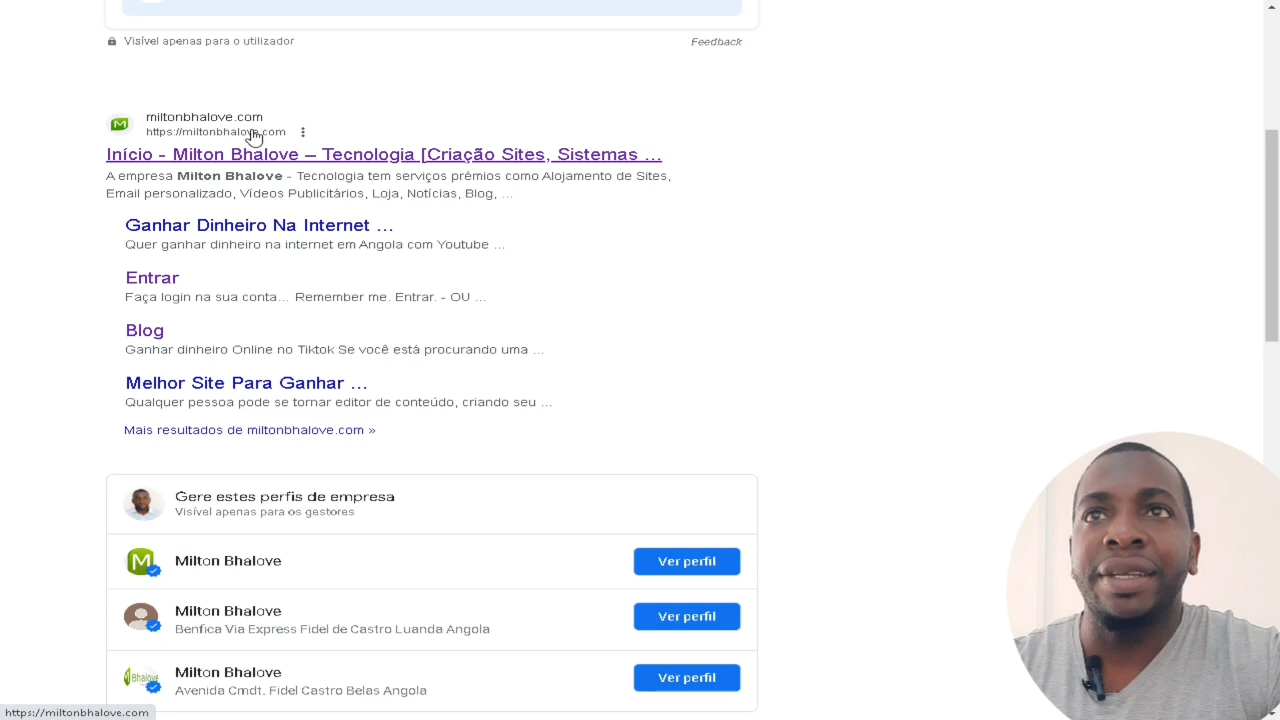 Visível apenas para o utilizador
Feedback
miltonbhalove.com
https://miltonbhalove.com
Início - Milton Bhalove – Tecnologia [Criação Sites, Sistemas ...
A empresa Milton Bhalove - Tecnologia tem serviços prémios como Alojamento de Sites,
Email personalizado, Vídeos Publicitários, Loja, Notícias, Blog, ...
Ganhar Dinheiro Na Internet ...
Quer ganhar dinheiro na internet em Angola com Youtube ...
Entrar
Faça login na sua conta... Remember me. Entrar. - OU ...
Blog
Ganhar dinheiro Online no Tiktok Se você está procurando uma ...
Melhor Site Para Ganhar ...
Qualquer pessoa pode se tornar editor de conteúdo, criando seu ...
Mais resultados de miltonbhalove.com »
Gere estes perfis de empresa
Visível apenas para os gestores
M
Milton Bhalove
Ver perfil
Milton Bhalove
Benfica Via Express Fidel de Castro Luanda Angola
Ver perfil
Bhalove
Milton Bhalove
Avenida Cmdt. Fidel Castro Belas Angola
Ver perfil
https://miltonbhalove.com